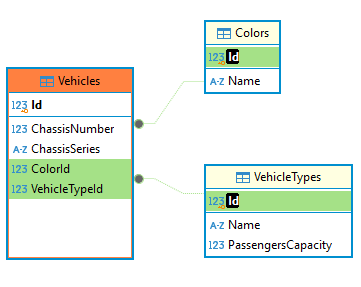 Vehicles
123 Id
123 ChassisNumber
A-Z ChassisSeries
123 ColorId
123 VehicleTypeId
Colors
123 Id
A-Z Name
VehicleTypes
123 Id
A-Z Name
123 PassengersCapacity